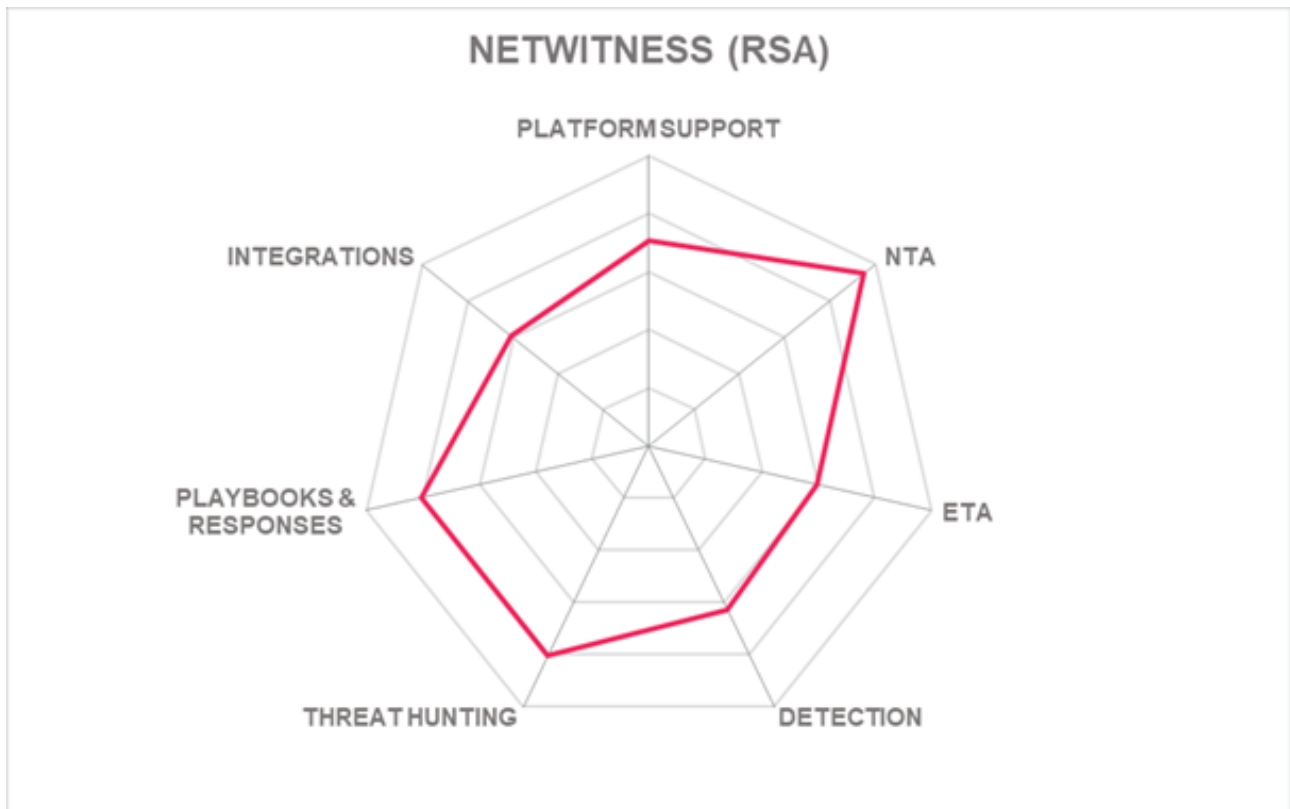 NETWITNESS (RSA)
PLATFORM SUPPORT
INTEGRATIONS
NTA
PLAYBOOKS &
RESPONSES
ETA
THREAT HUNTING
DETECTION